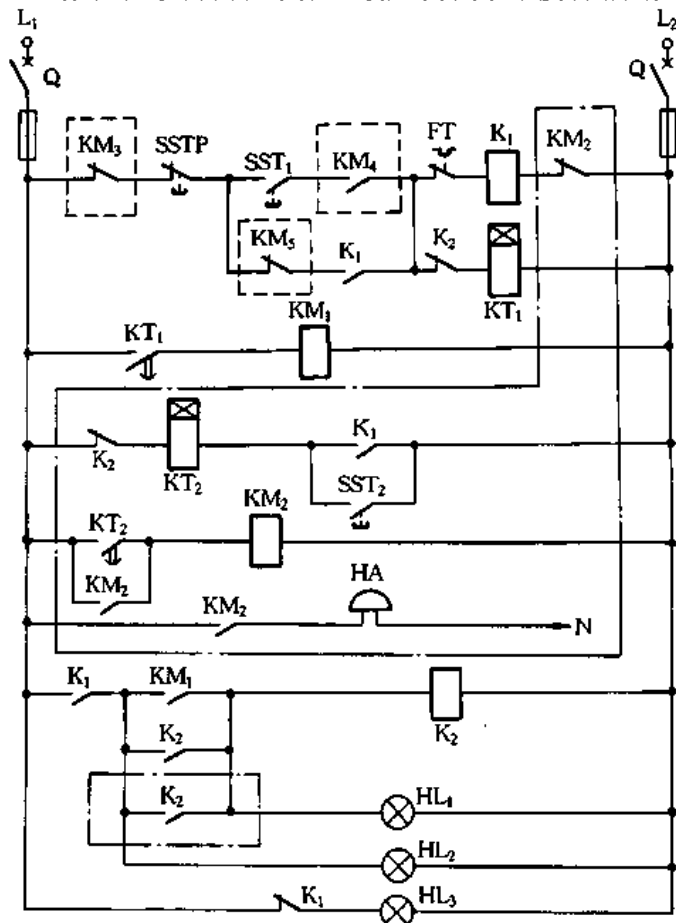 L₁ L₂
Q Q
KM₃ SSTP SST₁ KM₄ FT K₁ KM₂
KM₅ K₁ K₂ KT₁
KT₁ KM₁
K₂ KT₂ K₁
SST₂
KT₂ KM₂
KM₂ HA
KM₂ N
K₁ KM₁ K₂
K₂
K₂ HL₁
HL₂
K₁ HL₃